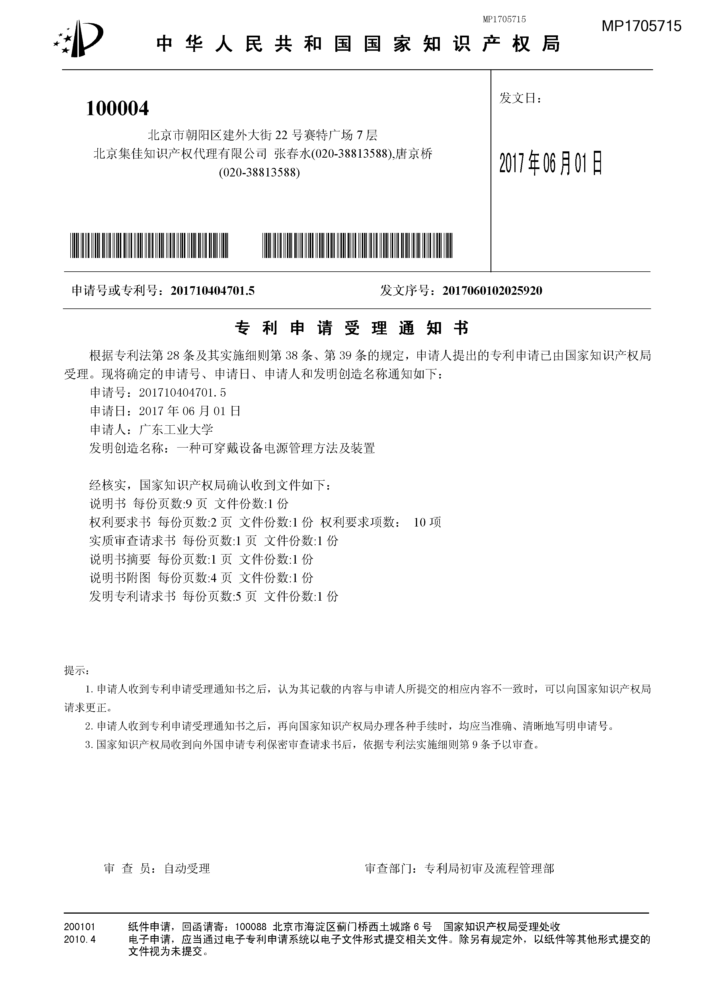 MP1705715
MP1705715
中华人民共和国国家知识产权局
100004
北京市朝阳区建外大街 22 号赛特广场 7 层
北京集佳知识产权代理有限公司 张春水(020-38813588),唐京桥
(020-38813588)
发文日：
2017 年 06 月 01 日
申请号或专利号：201710404701.5
发文序号：2017060102025920
专利申请受理通知书
根据专利法第 28 条及其实施细则第 38 条、第 39 条的规定，申请人提出的专利申请已由国家知识产权局
受理。现将确定的申请号、申请日、申请人和发明创造名称通知如下：
申请号：201710404701.5
申请日：2017 年 06 月 01 日
申请人：广东工业大学
发明创造名称：一种可穿戴设备电源管理方法及装置
经核实，国家知识产权局确认收到文件如下：
说明书 每份页数:9 页 文件份数:1 份
权利要求书 每份页数:2 页 文件份数:1 份 权利要求项数： 10 项
实质审查请求书 每份页数:1 页 文件份数:1 份
说明书摘要 每份页数:1 页 文件份数:1 份
说明书附图 每份页数:4 页 文件份数:1 份
发明专利请求书 每份页数:5 页 文件份数:1 份
提示：
1. 申请人收到专利申请受理通知书之后，认为其记载的内容与申请人所提交的相应内容不一致时，可以向国家知识产权局
请求更正。
2. 申请人收到专利申请受理通知书之后，再向国家知识产权局办理各种手续时，均应当准确、清晰地写明申请号。
3. 国家知识产权局收到向外国申请专利保密审查请求书后，依据专利法实施细则第 9 条予以审查。
审 查 员：自动受理
审查部门：专利局初审及流程管理部
200101 纸件申请，回函请寄：100088 北京市海淀区蓟门桥西土城路 6 号 国家知识产权局受理处收
2010.4 电子申请，应当通过电子专利申请系统以电子文件形式提交相关文件。除另有规定外，以纸件等其他形式提交的
文件视为未提交。